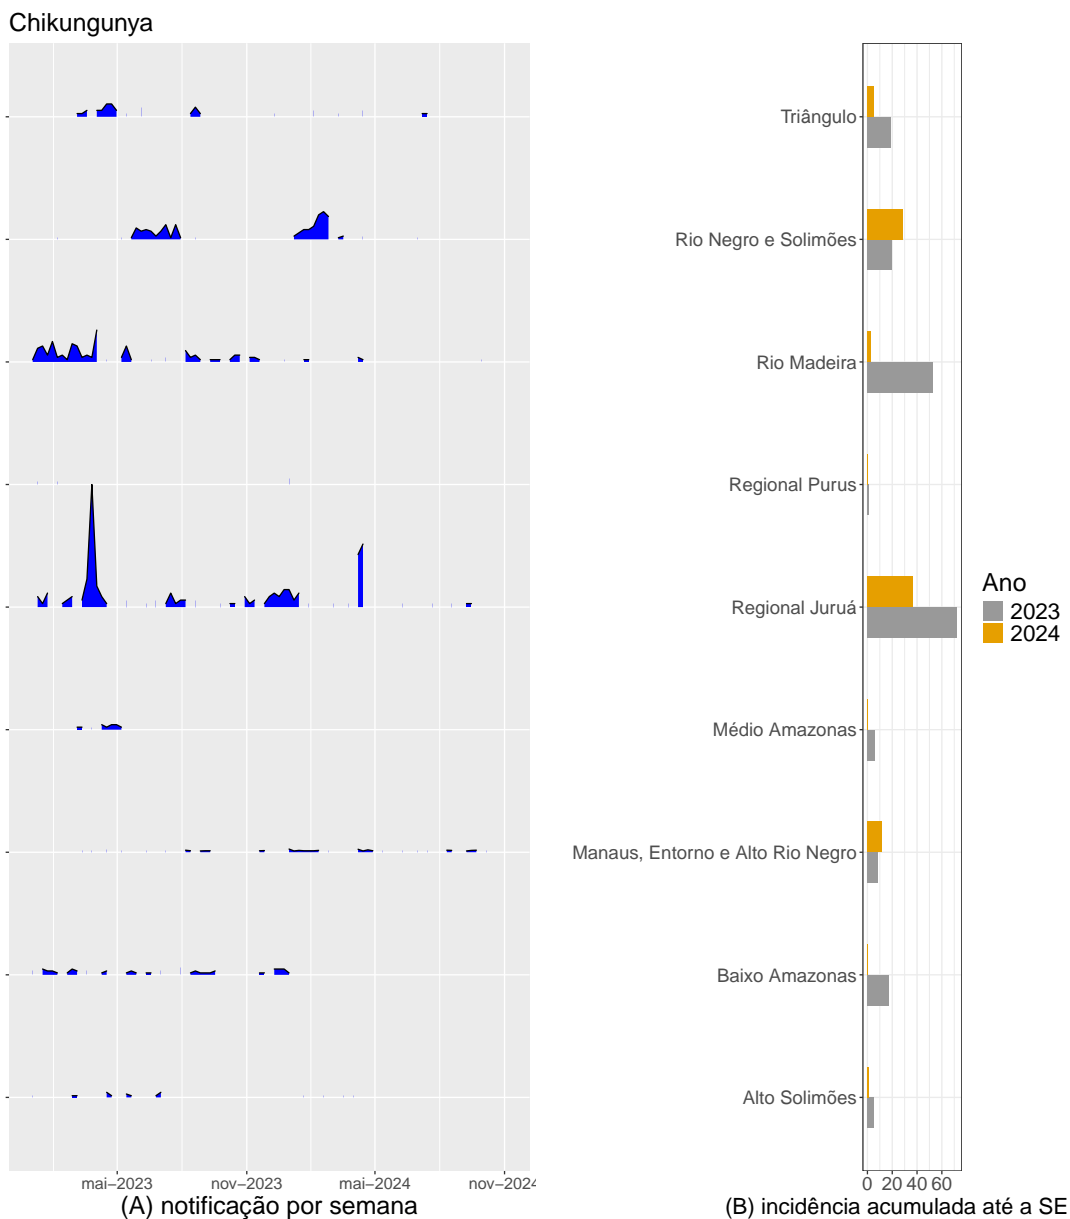 Chikungunya
Triângulo
Rio Negro e Solimões
Rio Madeira
Regional Purus
Regional Juruá
Médio Amazonas
Manaus, Entorno e Alto Rio Negro
Baixo Amazonas
Alto Solimões
Ano
2023
2024
mai–2023 nov–2023 mai–2024 nov–2024
0 20 40 60
(A) notificação por semana
(B) incidência acumulada até a SE